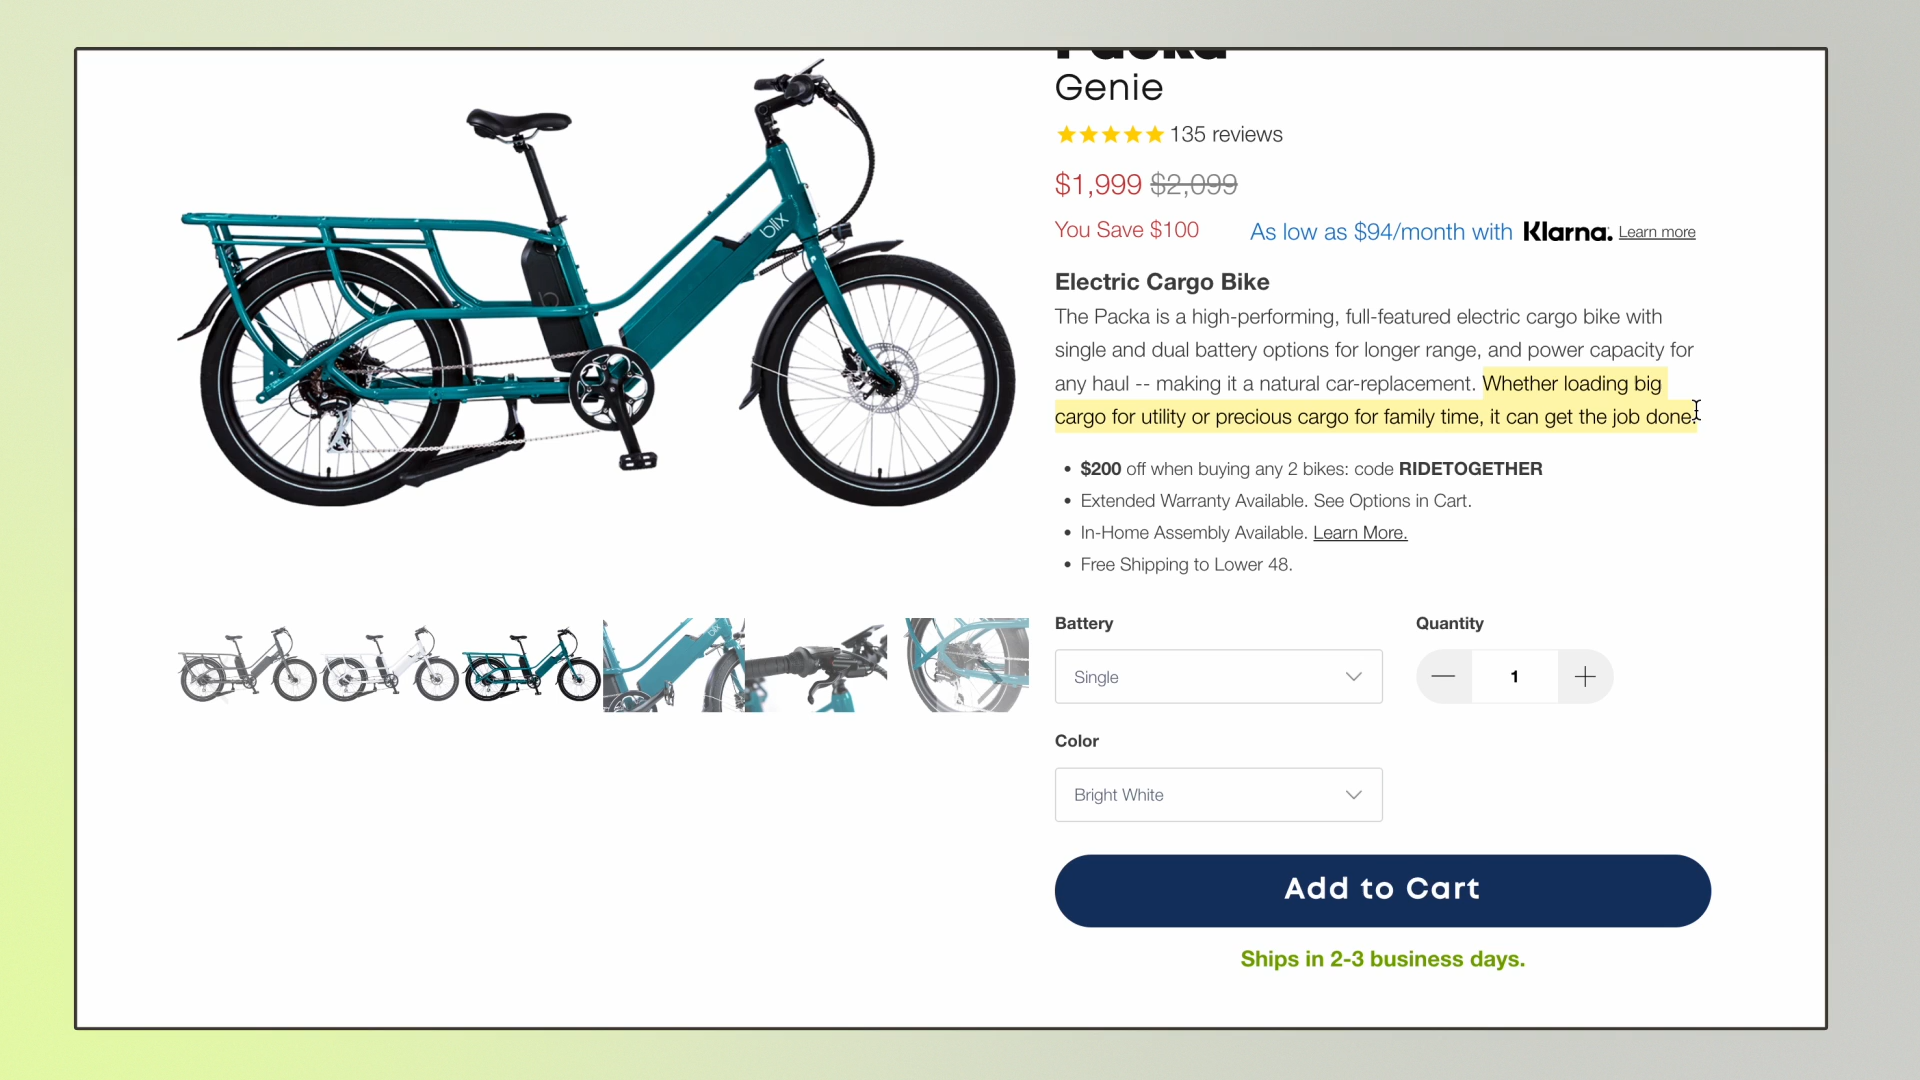 Packa
Genie
135 reviews
$1,999 $2,099
You Save $100 As low as $94/month with Klarna. Learn more
Electric Cargo Bike
The Packa is a high-performing, full-featured electric cargo bike with
single and dual battery options for longer range, and power capacity for
any haul -- making it a natural car-replacement. Whether loading big
cargo for utility or precious cargo for family time, it can get the job done.
• $200 off when buying any 2 bikes: code RIDETOGETHER
• Extended Warranty Available. See Options in Cart.
• In-Home Assembly Available. Learn More.
• Free Shipping to Lower 48.
Battery Quantity
Single 1
Color
Bright White
Add to Cart
Ships in 2-3 business days.
blix